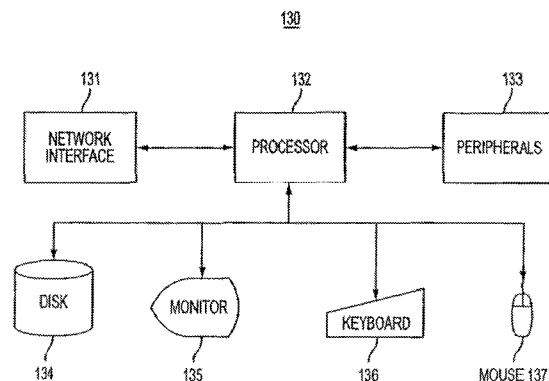 130
131
132
133
NETWORK
INTERFACE
PROCESSOR
PERIPHERALS
DISK
MONITOR
KEYBOARD
134
135
136
MOUSE 137